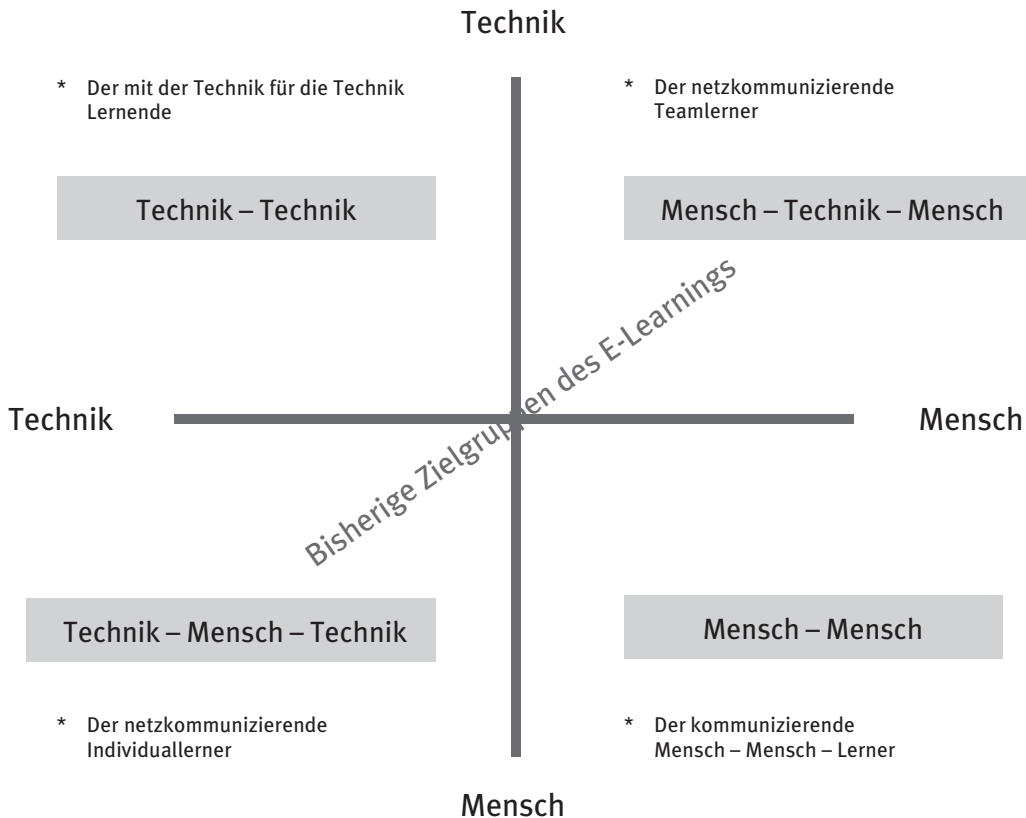 Technik
* Der mit der Technik für die Technik
Lernende
* Der netzkommunizierende
Teamlerner
Technik – Technik
Mensch – Technik – Mensch
Bisherige Zielgruppen des E-Learnings
Technik
Mensch
Technik – Mensch – Technik
Mensch – Mensch
* Der netzkommunizierende
Individuallerner
* Der kommunizierende
Mensch – Mensch – Lerner
Mensch